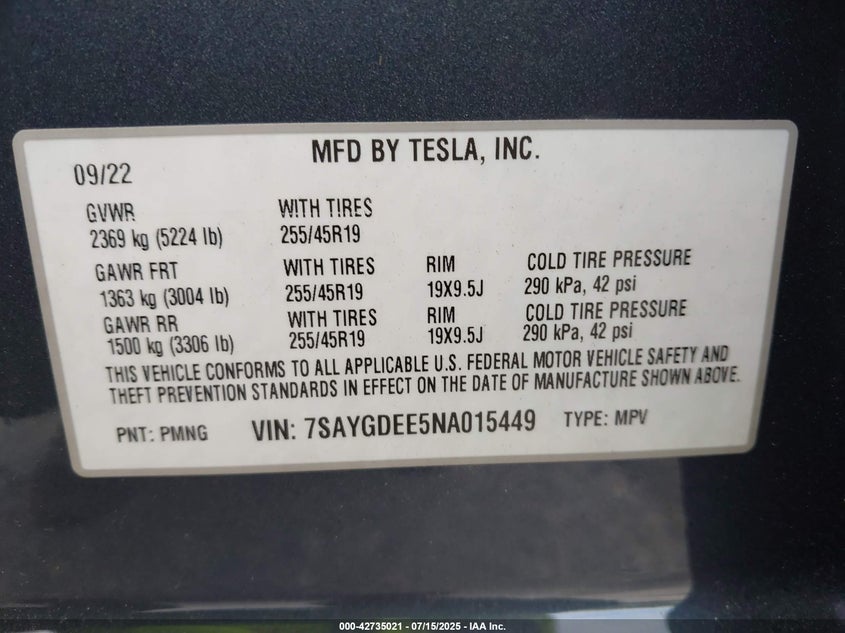 MFD BY TESLA, INC.
09/22
GVWR WITH TIRES
2369 kg (5224 lb) 255/45R19
GAWR FRT WITH TIRES RIM COLD TIRE PRESSURE
1363 kg (3004 lb) 255/45R19 19X9.5J 290 kPa, 42 psi
GAWR RR WITH TIRES RIM COLD TIRE PRESSURE
1500 kg (3306 lb) 255/45R19 19X9.5J 290 kPa, 42 psi
THIS VEHICLE CONFORMS TO ALL APPLICABLE U.S. FEDERAL MOTOR VEHICLE SAFETY AND
THEFT PREVENTION STANDARDS IN EFFECT ON THE DATE OF MANUFACTURE SHOWN ABOVE.
PNT: PMNG VIN: 7SAYGDEE5NA015449 TYPE: MPV
000-42735021 - 07/15/2025 - IAA Inc.